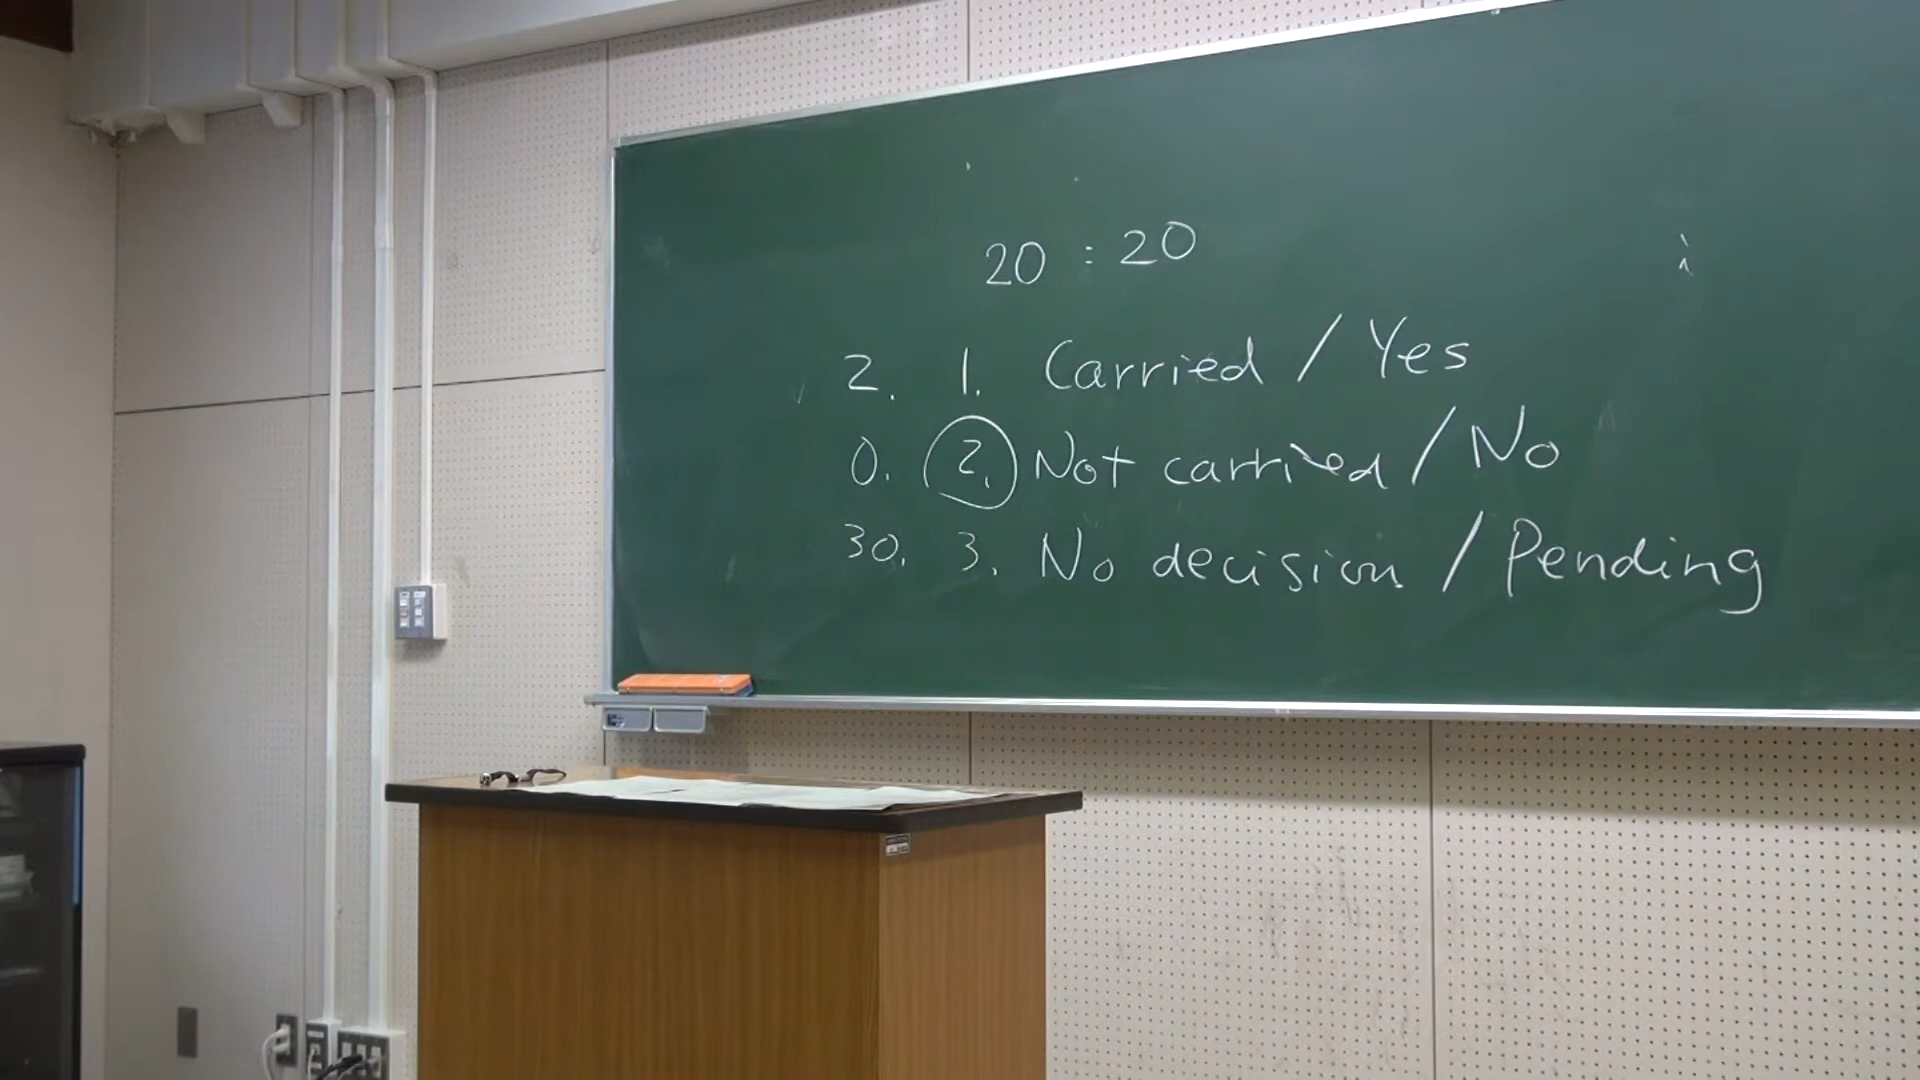 20 : 20
2. 1. Carried / Yes
0. 2. Not carried / No
30. 3. No decision / Pending